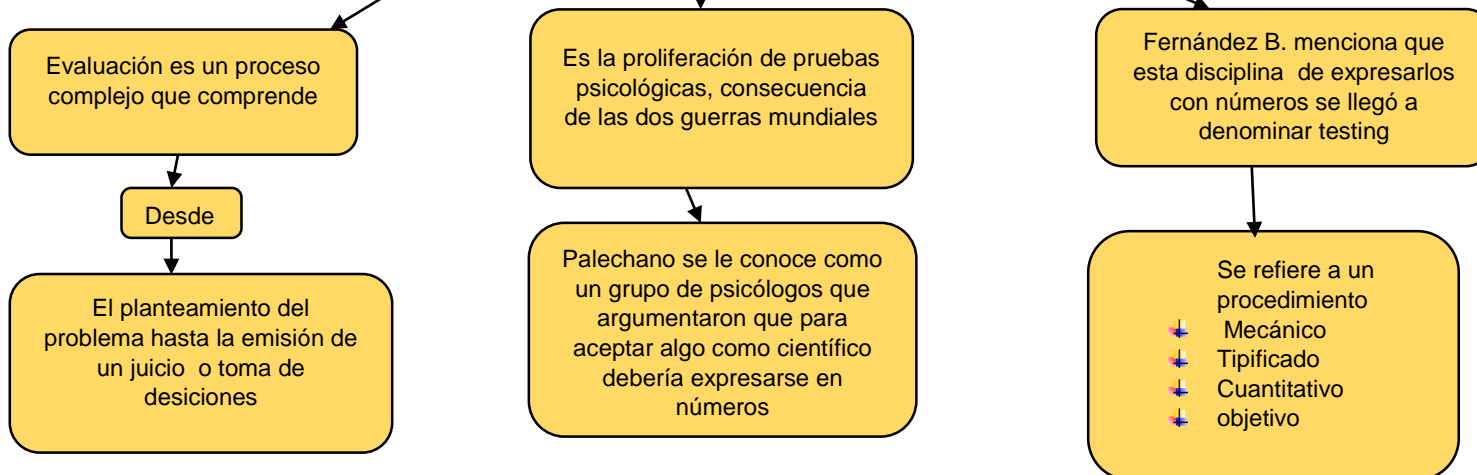 Evaluación es un proceso
complejo que comprende
Desde
El planteamiento del
problema hasta la emisión de
un juicio o toma de
desiciones
Es la proliferación de pruebas
psicológicas, consecuencia
de las dos guerras mundiales
Palechano se le conoce como
un grupo de psicólogos que
argumentaron que para
aceptar algo como científico
debería expresarse en
números
Fernández B. menciona que
esta disciplina de expresarlos
con números se llegó a
denominar testing
Se refiere a un
procedimiento
Mecánico
Tipificado
Cuantitativo
objetivo